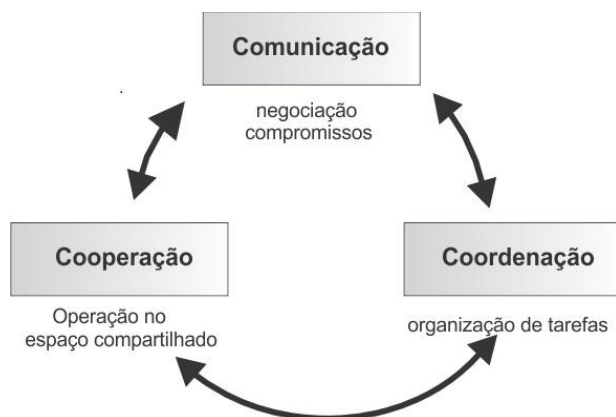 Comunicação
negociação
compromissos
Cooperação
Operação no
espaço compartilhado
Coordenação
organização de tarefas